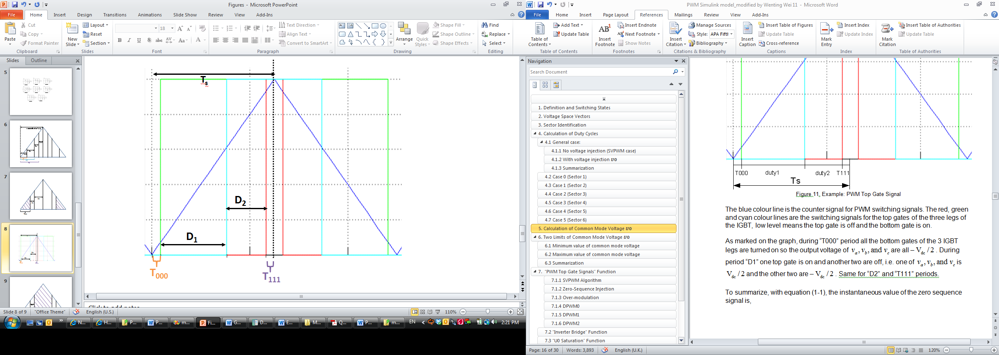 Figures - Microsoft PowerPoint
File Home Insert Design Transitions Animations Slide Show Review View Add-Ins
Paste Cut
Copy
Format Painter
Clipboard
New Slide Layout
Reset
Section
Slides
18
B I U S abc AV Aa A
Font
Paragraph
Text Direction
Align Text
Convert to SmartArt
Arrange
Quick Styles
Shape Fill
Shape Outline
Shape Effects
Drawing
Find
Replace
Select
Editing
Slides Outline
5
6
7
8
9
Ts
D2
D1
T000
T111
Slide 8 of 9 "Office Theme" English (U.S.) 110%
N... H... P... P... m... Fi... G... D... E... M... Q... P... m... EN 2:21 PM
PWM Simulink model_modified by Wenting Wei 11 - Microsoft Word
File Home Insert Page Layout References Mailings Review View Add-Ins
Table of Contents
Add Text
Update Table
Table of Contents
AB1
Insert Footnote
Insert Endnote
Next Footnote
Show Notes
Footnotes
Insert Citation
Manage Sources
Style: APA Fifth
Bibliography
Citations & Bibliography
Insert Caption
Insert Table of Figures
Update Table
Cross-reference
Captions
Mark Entry
Insert Index
Update Index
Index
Mark Citation
Insert Table of Authorities
Update Table
Table of Authorities
Navigation
Search Document
1. Definition and Switching States
2. Voltage Space Vectors
3. Sector Identification
4. Calculation of Duty Cycles
4.1 General case:
4.1.1 No voltage injection (SVPWM case)
4.1.2 With voltage injection U0
4.1.3 Summarization
4.2 Case 0 (Sector 1)
4.3 Case 1 (Sector 2)
4.4 Case 2 (Sector 3)
4.5 Case 3 (Sector 4)
4.6 Case 4 (Sector 5)
4.7 Case 5 (Sector 6)
5. Calculation of Common Mode Voltage U0
6. Two Limits of Common Mode Voltage U0
6.1 Minimum value of common mode voltage
6.2 Maximum value of common mode voltage
6.3 Summarization
7. "PWM Top Gate Signals" Function
7.1.1 SVPWM Algorithm
7.1.2 Zero-Sequence Injection
7.1.3 Over-modulation
7.1.4 DPWM0
7.1.5 DPWM1
7.1.6 DPWM2
7.2 "Inverter Bridge" Function
7.3 "U0 Saturation" Function
T000 duty1 duty2 T111
Ts
Figure 11, Example: PWM Top Gate Signal
The blue colour line is the counter signal for PWM switching signals. The red, green
and cyan colour lines are the switching signals for the top gates of the three legs of
the IGBT, low level means the top gate is off and the bottom gate is on.
As marked on the graph, during “T000” period all the bottom gates of the 3 IGBT
legs are turned on so the output voltage of va, vb, and vc are all – Vdc / 2 . During
period “D1” one top gate is on and another two are off, i.e. one of va, vb, and vc is
Vdc / 2 and the other two are – Vdc / 2 . Same for “D2” and “T111” periods.
To summarize, with equation (1-1), the instantaneous value of the zero sequence
signal is,
Page: 16 of 30 Words: 3,893 English (U.K.) 120%